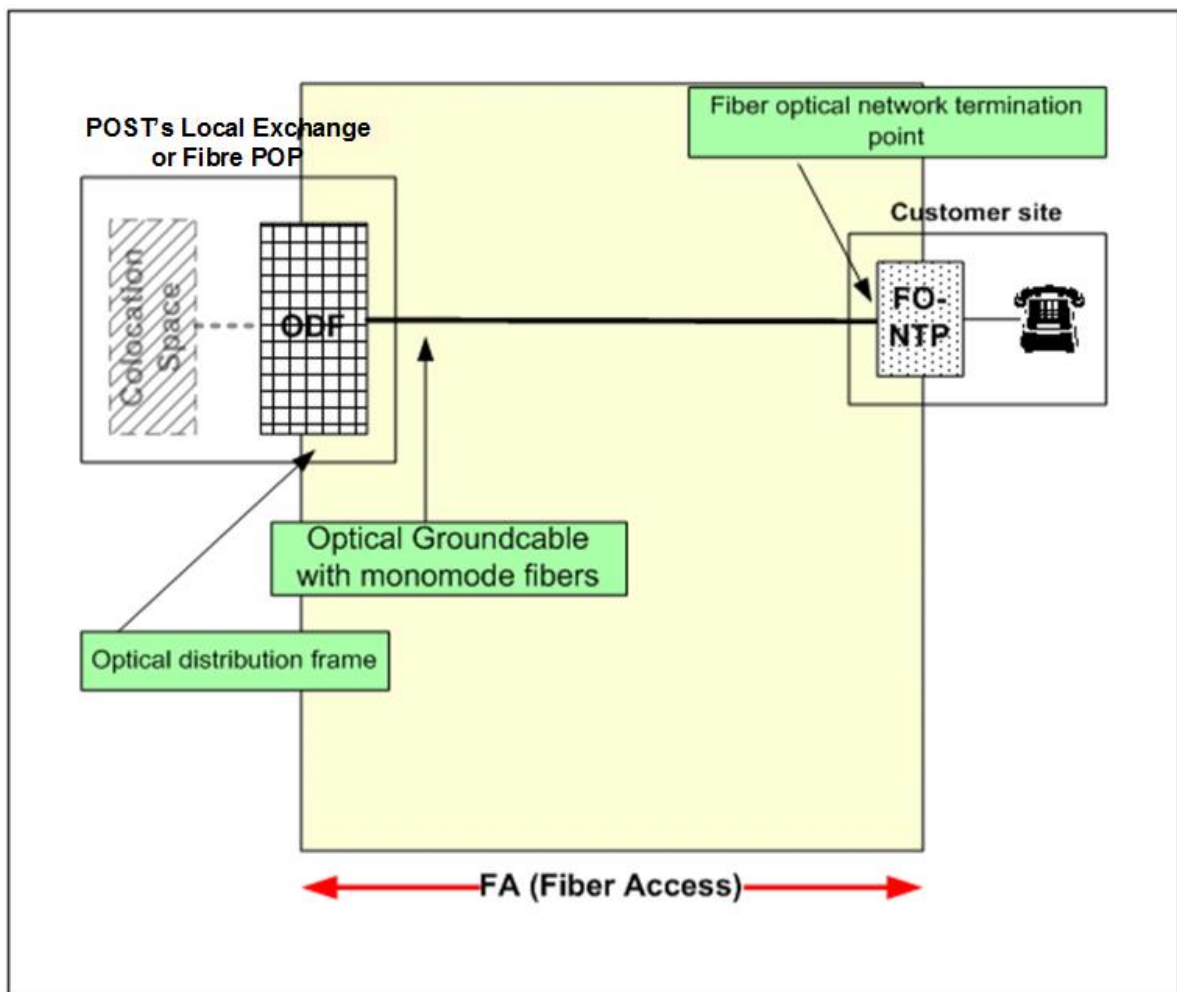 Fiber optical network termination
point
POST's Local Exchange
or Fibre POP
Customer site
Colocation
Space
ODF
FO-
NTP
Optical Groundcable
with monomode fibers
Optical distribution frame
FA (Fiber Access)